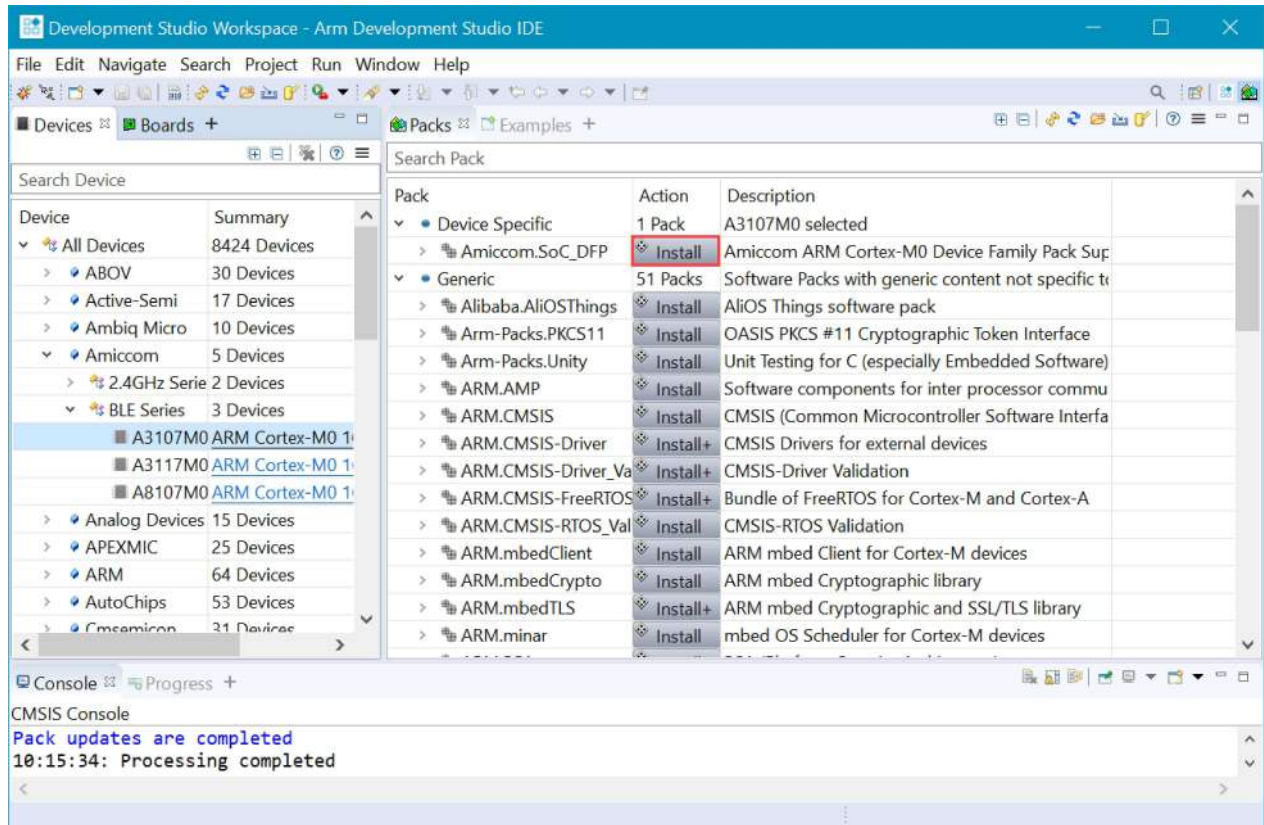 Development Studio Workspace - Arm Development Studio IDE
File Edit Navigate Search Project Run Window Help
Devices Boards
Search Device
Device Summary
All Devices 8424 Devices
ABOV 30 Devices
Active-Semi 17 Devices
Ambiq Micro 10 Devices
Amiccom 5 Devices
2.4GHz Serie 2 Devices
BLE Series 3 Devices
A3107M0 ARM Cortex-M0 1
A3117M0 ARM Cortex-M0 1
A8107M0 ARM Cortex-M0 1
Analog Devices 15 Devices
APEXMIC 25 Devices
ARM 64 Devices
AutoChips 53 Devices
Cmsemicon 31 Devices
Packs Examples
Search Pack
Pack Action Description
Device Specific 1 Pack A3107M0 selected
Amiccom.SoC_DFP Install Amiccom ARM Cortex-M0 Device Family Pack Sup
Generic 51 Packs Software Packs with generic content not specific to
Alibaba.AliOSThings Install AliOS Things software pack
Arm-Packs.PKCS11 Install OASIS PKCS #11 Cryptographic Token Interface
Arm-Packs.Unity Install Unit Testing for C (especially Embedded Software)
ARM.AMP Install Software components for inter processor commu
ARM.CMSIS Install CMSIS (Common Microcontroller Software Interfa
ARM.CMSIS-Driver Install+ CMSIS Drivers for external devices
ARM.CMSIS-Driver_Va Install+ CMSIS-Driver Validation
ARM.CMSIS-FreeRTOS Install+ Bundle of FreeRTOS for Cortex-M and Cortex-A
ARM.CMSIS-RTOS_Val Install CMSIS-RTOS Validation
ARM.mbedClient Install ARM mbed Client for Cortex-M devices
ARM.mbedCrypto Install ARM mbed Cryptographic library
ARM.mbedTLS Install+ ARM mbed Cryptographic and SSL/TLS library
ARM.minar Install mbed OS Scheduler for Cortex-M devices
Console Progress
CMSIS Console
Pack updates are completed
10:15:34: Processing completed